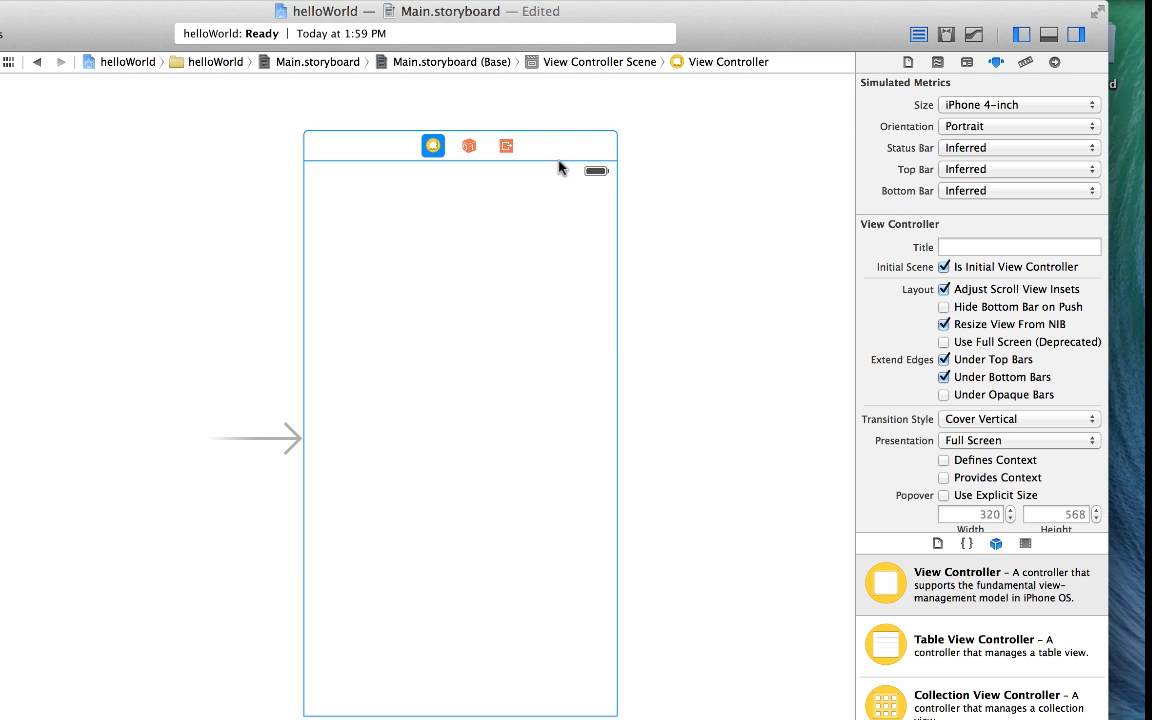 helloWorld — Main.storyboard — Edited
s
helloWorld: Ready | Today at 1:59 PM
helloWorld 〉 helloWorld 〉 Main.storyboard 〉 Main.storyboard (Base) 〉 View Controller Scene 〉 View Controller
d
Simulated Metrics
Size iPhone 4-inch
Orientation Portrait
Status Bar Inferred
Top Bar Inferred
Bottom Bar Inferred
View Controller
Title
Initial Scene Is Initial View Controller
Layout Adjust Scroll View Insets
Hide Bottom Bar on Push
Resize View From NIB
Use Full Screen (Deprecated)
Extend Edges Under Top Bars
Under Bottom Bars
Under Opaque Bars
Transition Style Cover Vertical
Presentation Full Screen
Defines Context
Provides Context
Popover Use Explicit Size
320 568
Width Height
{ }
View Controller - A controller that
supports the fundamental view-
management model in iPhone OS.
Table View Controller - A
controller that manages a table view.
Collection View Controller - A
controller that manages a collection
view.